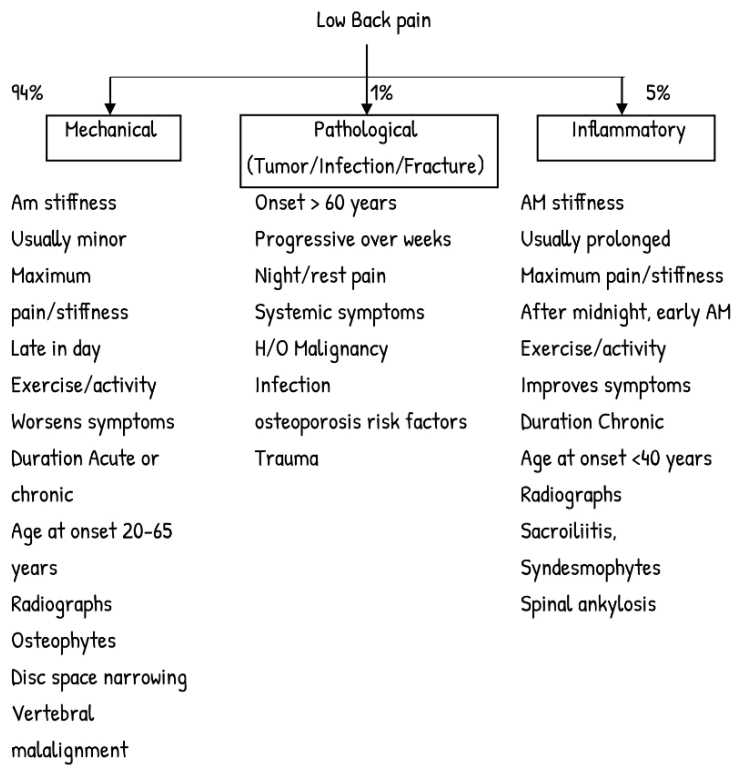 Low Back pain
94%
1%
5%
Mechanical
Pathological
(Tumor/Infection/Fracture)
Inflammatory
Am stiffness
Usually minor
Maximum
pain/stiffness
Late in day
Exercise/activity
Worsens symptoms
Duration Acute or
chronic
Age at onset 20-65
years
Radiographs
Osteophytes
Disc space narrowing
Vertebral
malalignment
Onset > 60 years
Progressive over weeks
Night/rest pain
Systemic symptoms
H/O Malignancy
Infection
osteoporosis risk factors
Trauma
AM stiffness
Usually prolonged
Maximum pain/stiffness
After midnight, early AM
Exercise/activity
Improves symptoms
Duration Chronic
Age at onset <40 years
Radiographs
Sacroiliitis,
Syndesmophytes
Spinal ankylosis